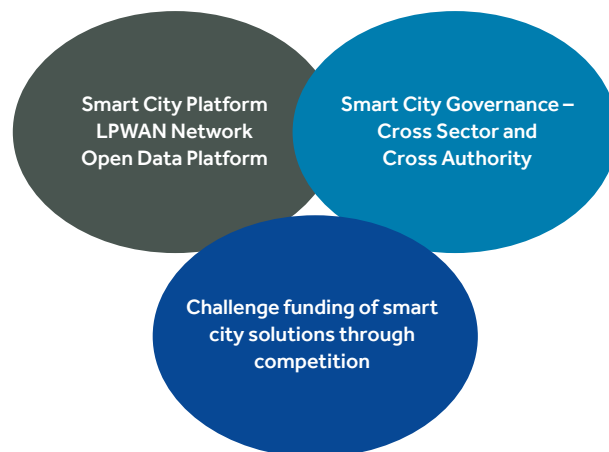 Smart City Platform
LPWAN Network
Open Data Platform
Smart City Governance –
Cross Sector and
Cross Authority
Challenge funding of smart
city solutions through
competition